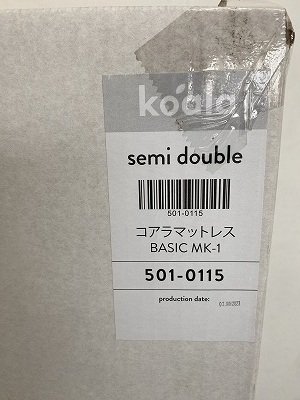 koala
semi double
501-0115
コアラマットレス
BASIC MK-1
501-0115
production date: